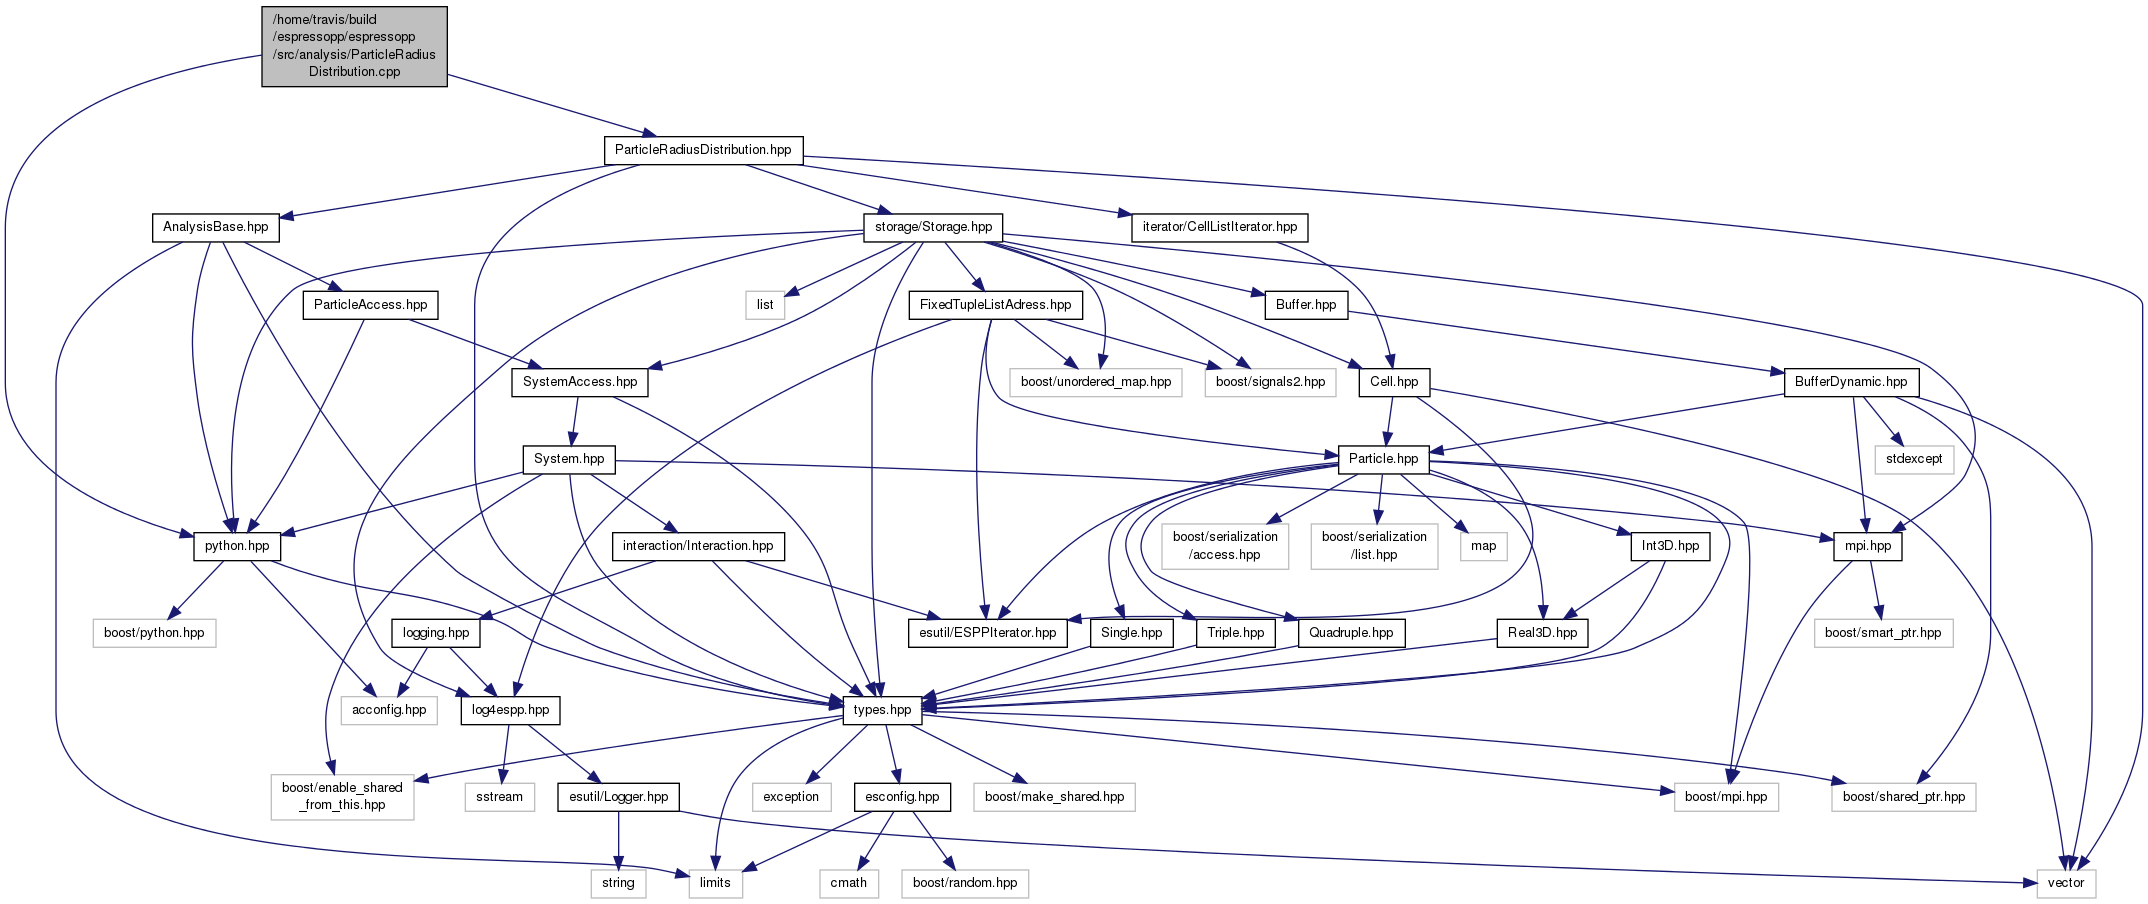 /home/travis/build
/espressopp/espressopp
/src/analysis/ParticleRadius
Distribution.cpp
ParticleRadiusDistribution.hpp
AnalysisBase.hpp
storage/Storage.hpp
iterator/CellListIterator.hpp
ParticleAccess.hpp
list
FixedTupleListAdress.hpp
Buffer.hpp
SystemAccess.hpp
boost/unordered_map.hpp
boost/signals2.hpp
Cell.hpp
BufferDynamic.hpp
System.hpp
Particle.hpp
stdexcept
python.hpp
interaction/Interaction.hpp
boost/serialization
/access.hpp
boost/serialization
/list.hpp
map
Int3D.hpp
mpi.hpp
boost/python.hpp
logging.hpp
esutil/ESPPIterator.hpp
Single.hpp
Triple.hpp
Quadruple.hpp
Real3D.hpp
boost/smart_ptr.hpp
acconfig.hpp
log4espp.hpp
types.hpp
boost/enable_shared
_from_this.hpp
sstream
esutil/Logger.hpp
exception
esconfig.hpp
boost/make_shared.hpp
boost/mpi.hpp
boost/shared_ptr.hpp
string
limits
cmath
boost/random.hpp
vector